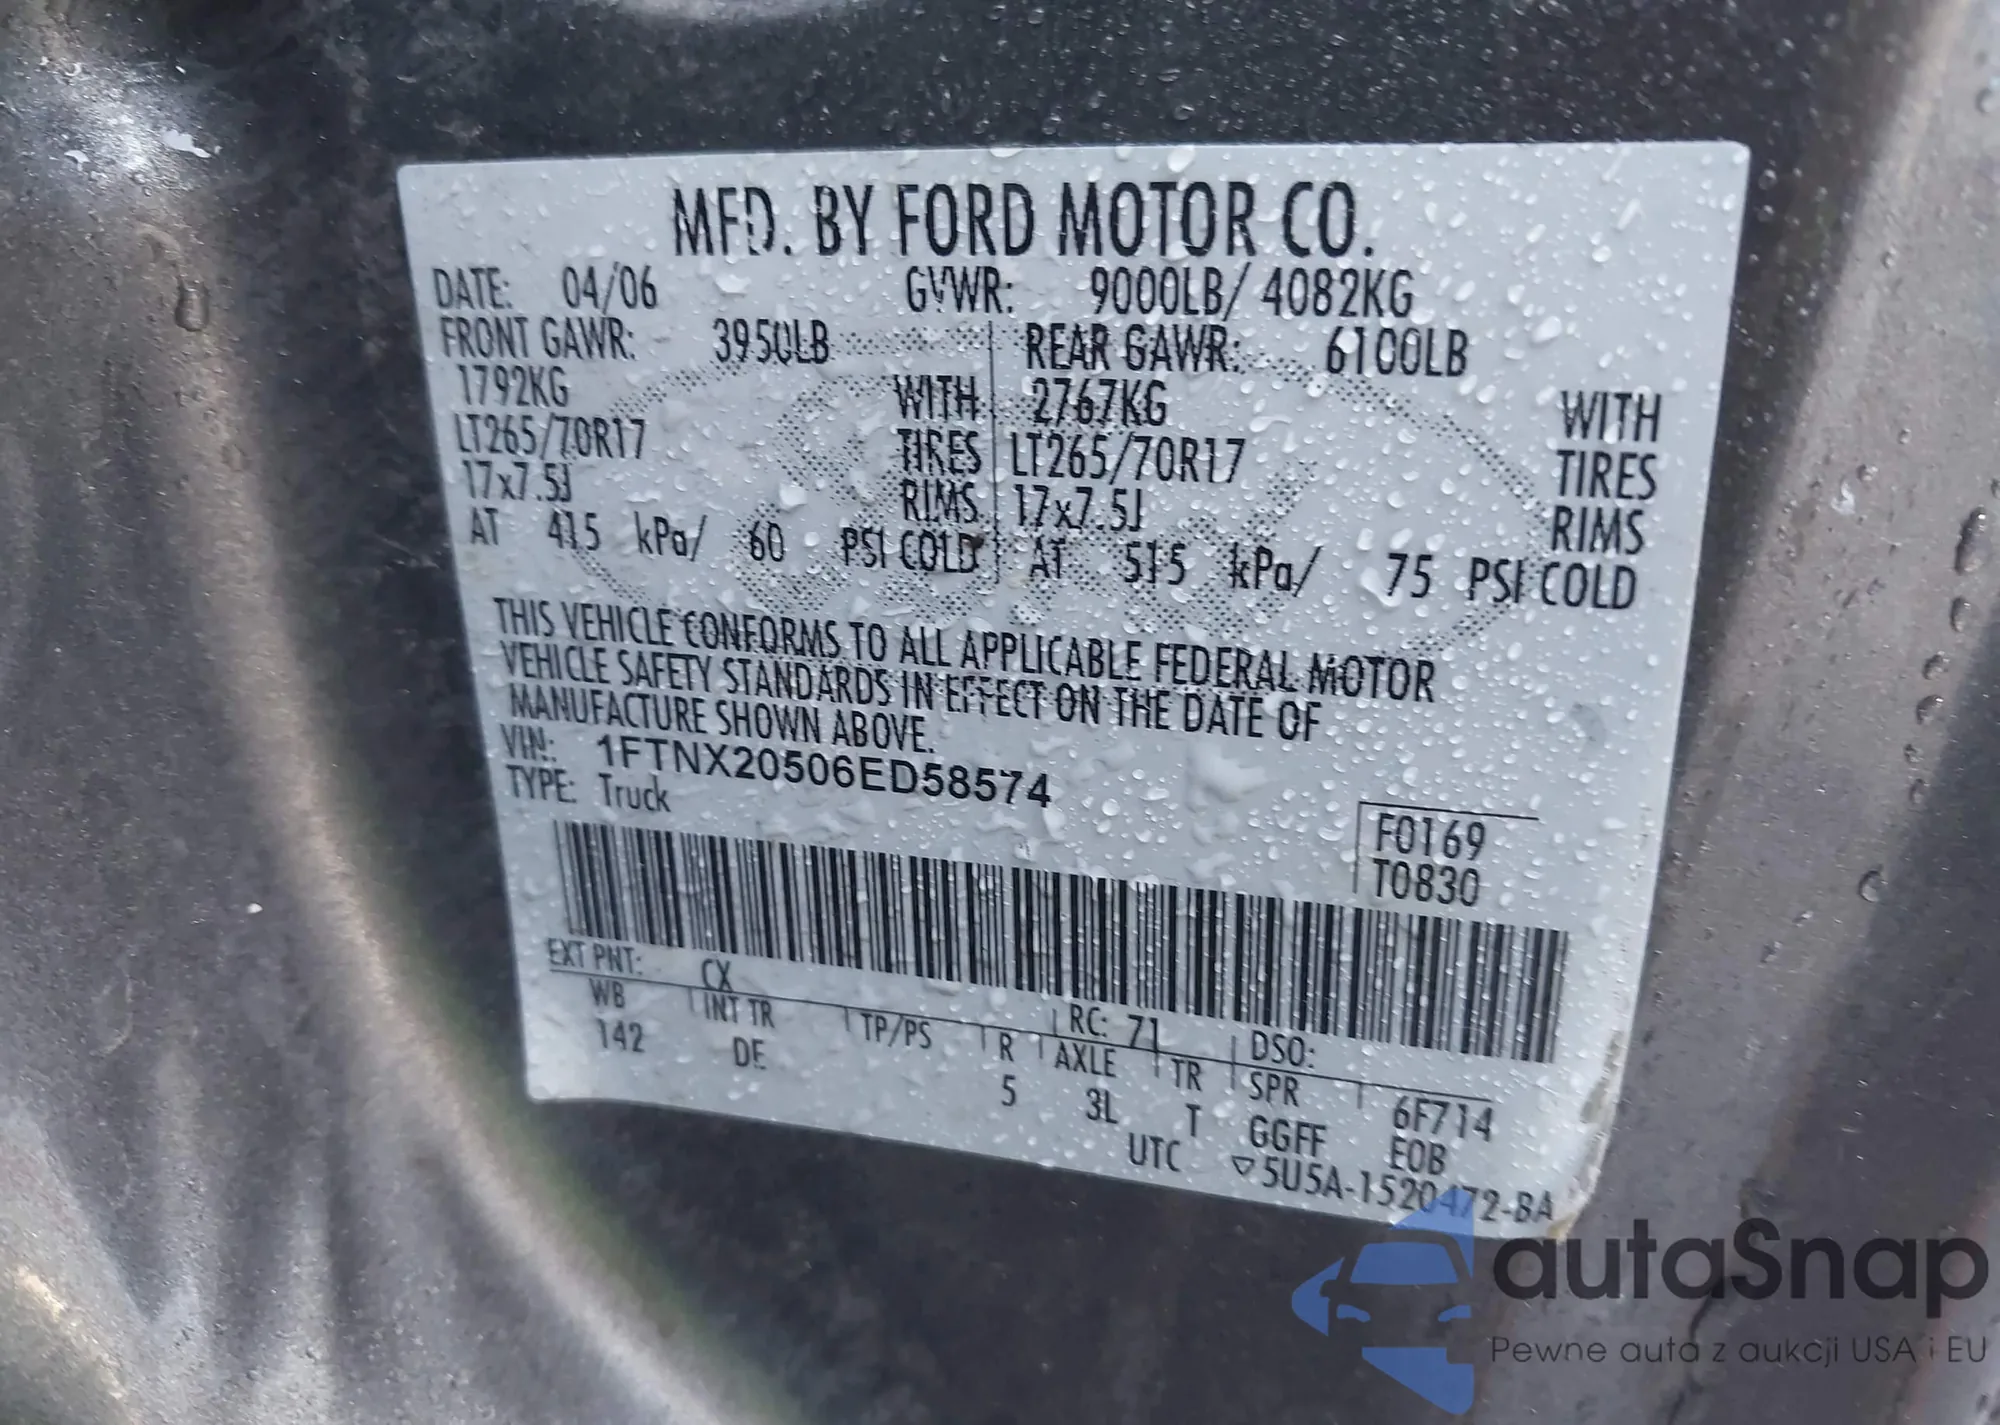 MFD. BY FORD MOTOR CO.
DATE: 04/06 GVWR: 9000LB/ 4082KG
FRONT GAWR: 3950LB REAR GAWR: 6100LB
1792KG WITH 2767KG WITH
LT265/70R17 TIRES LT265/70R17 TIRES
17x7.5J RIMS 17x7.5J RIMS
AT 415 kPa/ 60 PSI COLD AT 515 kPa/ 75 PSI COLD
THIS VEHICLE CONFORMS TO ALL APPLICABLE FEDERAL MOTOR
VEHICLE SAFETY STANDARDS IN EFFECT ON THE DATE OF
MANUFACTURE SHOWN ABOVE.
VIN: 1FTNX20506ED58574
TYPE: Truck
F0169
T0830
EXT PNT: CX RC: 71 DSO:
WB INT TR TP/PS R AXLE TR SPR 6F714
142 DE 5 3L T GGFF EOB
UTC ▽5U5A-1520472-BA
autaSnap
Pewne auta z aukcji USA i EU